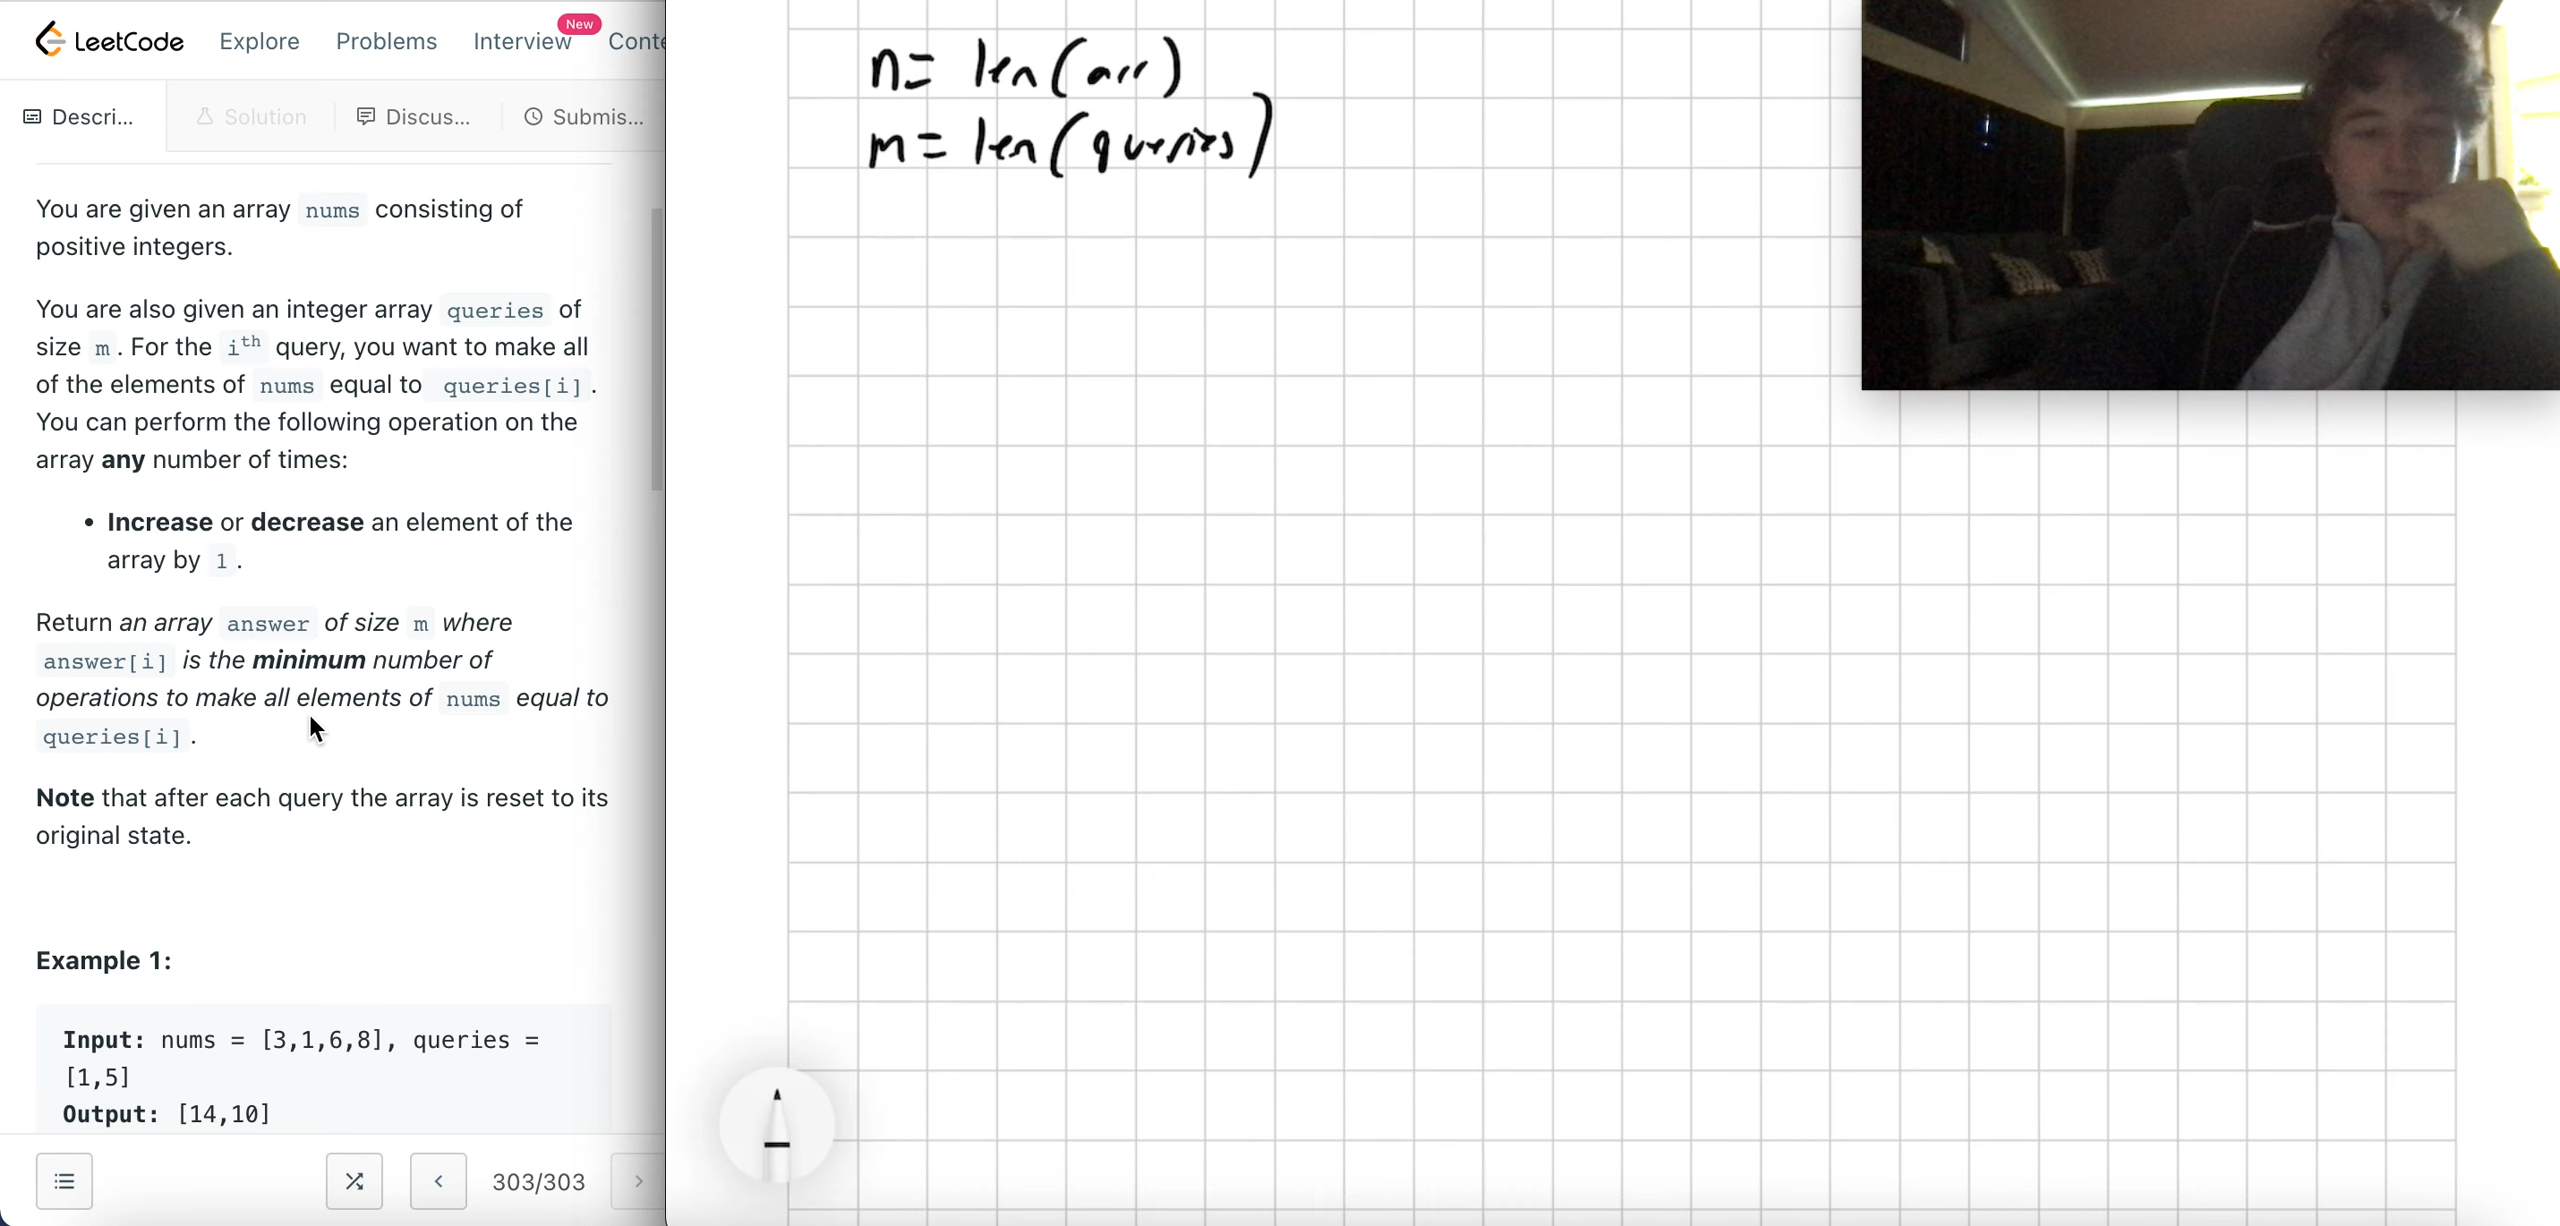 LeetCode Explore Problems Interview New Conte
Descri... Solution Discus... Submis...
You are given an array nums consisting of
positive integers.
You are also given an integer array queries of
size m. For the ith query, you want to make all
of the elements of nums equal to queries[i].
You can perform the following operation on the
array any number of times:
• Increase or decrease an element of the
array by 1.
Return an array answer of size m where
answer[i] is the minimum number of
operations to make all elements of nums equal to
queries[i].
Note that after each query the array is reset to its
original state.
Example 1:
Input: nums = [3,1,6,8], queries =
[1,5]
Output: [14,10]
303/303
n= len(arr)
m= len(queries)